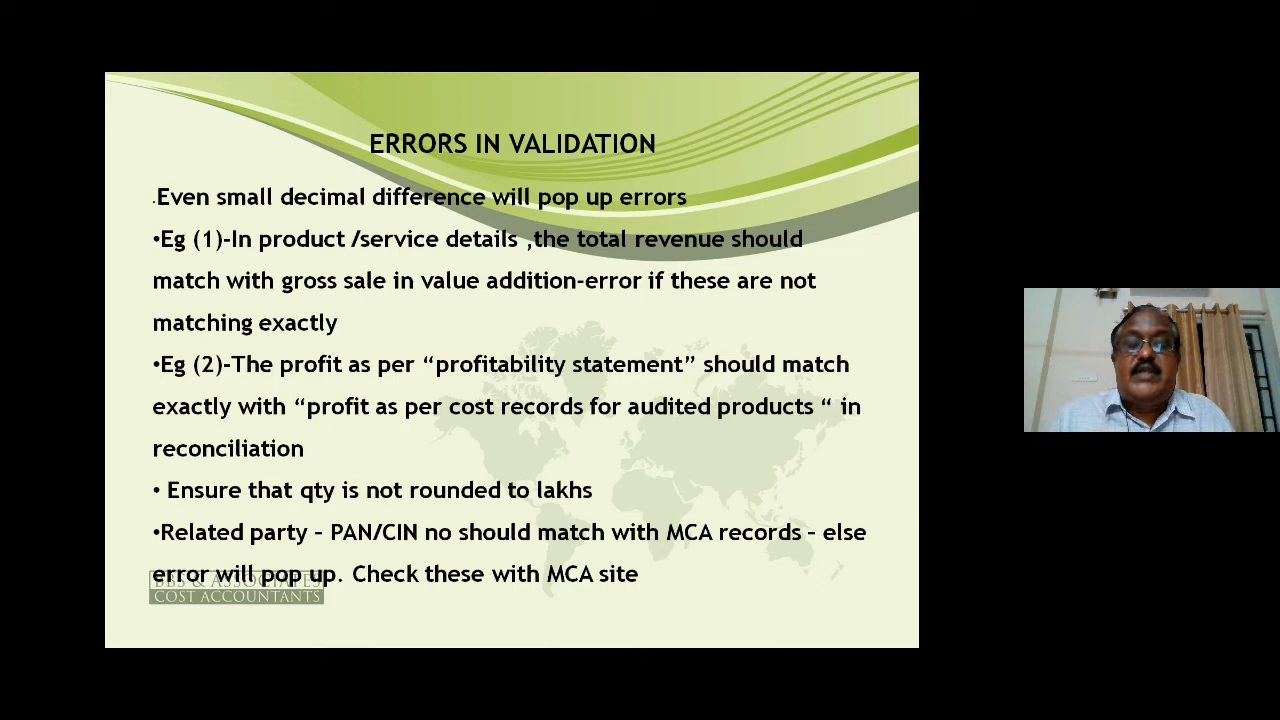 ERRORS IN VALIDATION
.Even small decimal difference will pop up errors
•Eg (1)-In product /service details ,the total revenue should
match with gross sale in value addition-error if these are not
matching exactly
•Eg (2)-The profit as per “profitability statement” should match
exactly with “profit as per cost records for audited products “ in
reconciliation
• Ensure that qty is not rounded to lakhs
•Related party – PAN/CIN no should match with MCA records – else
error will pop up. Check these with MCA site
BBS & ASSOCIATES
COST ACCOUNTANTS